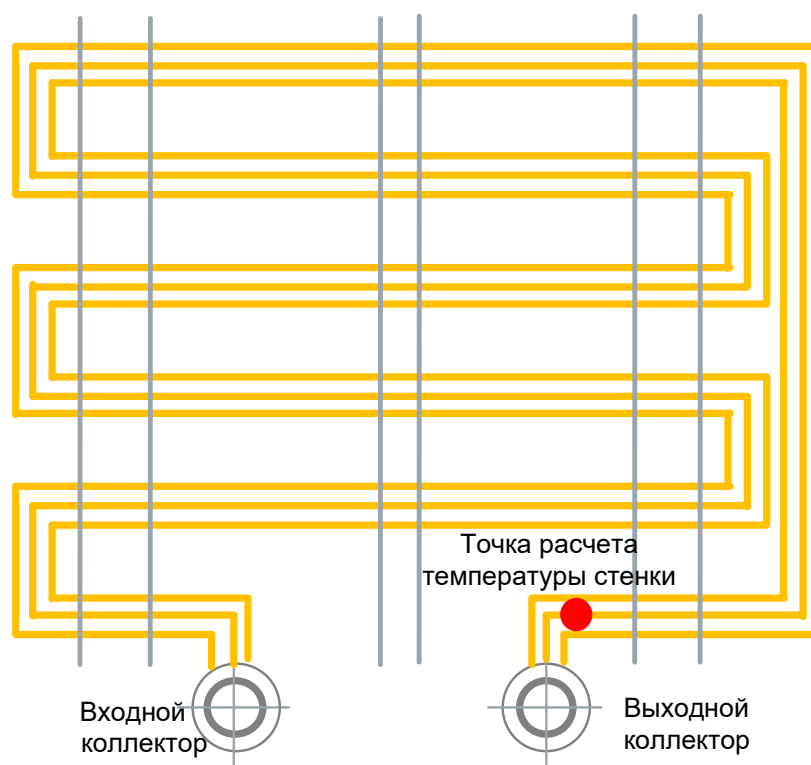 Точка расчета
температуры стенки
Входной
коллектор
Выходной
коллектор